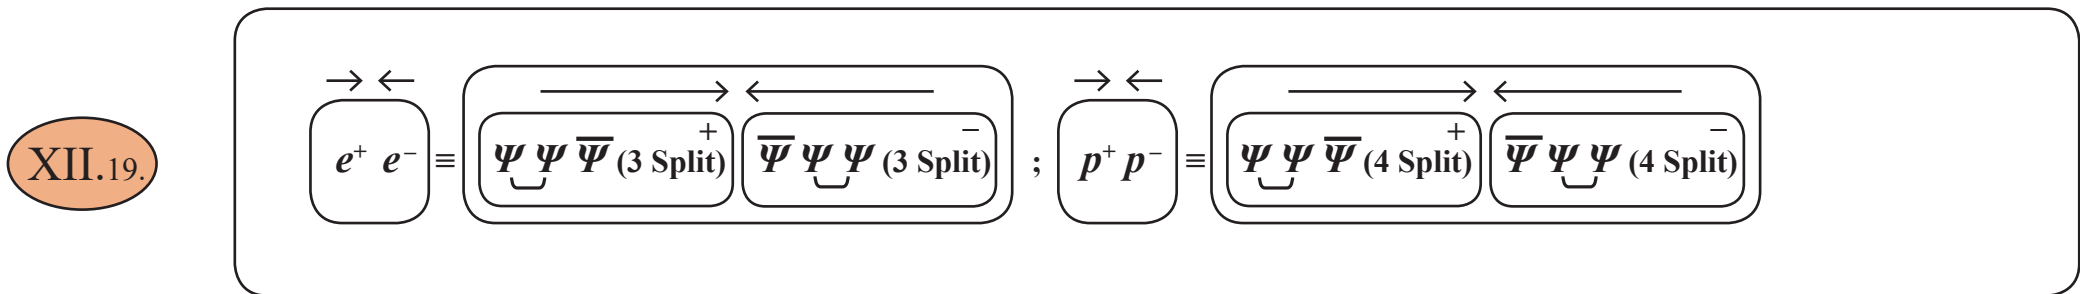 XII.19. e⁺ e⁻ ≡ Ψ Ψ Ψ̅ (3 Split)⁺ Ψ̅ Ψ Ψ (3 Split)⁻ ; p⁺ p⁻ ≡ Ψ Ψ Ψ̅ (4 Split)⁺ Ψ̅ Ψ Ψ (4 Split)⁻